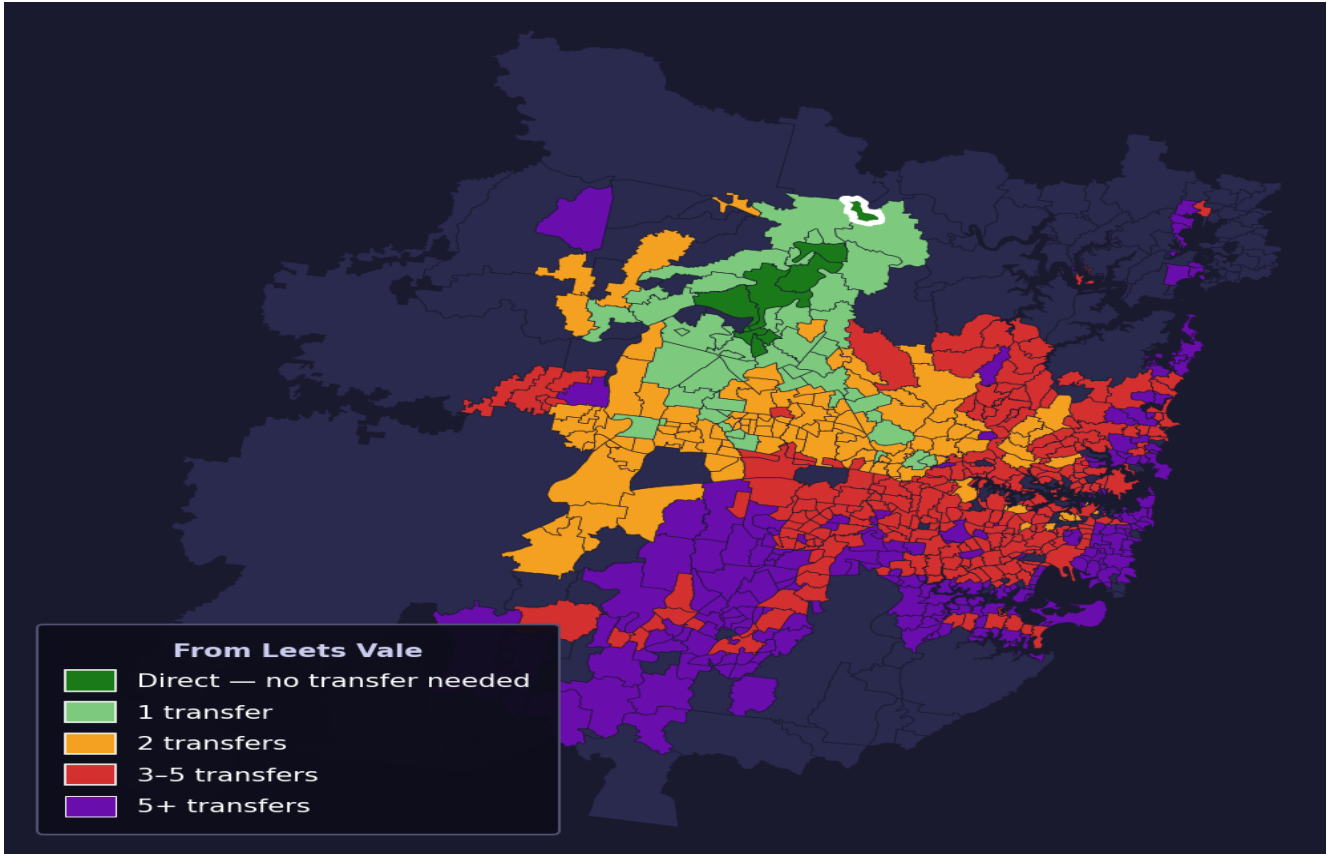 From Leets Vale
Direct — no transfer needed
1 transfer
2 transfers
3–5 transfers
5+ transfers